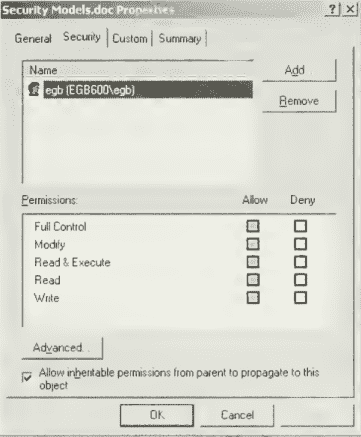 Security Models.doc Properties
General
Security
Custom
Summary
Name
Add
egb (EGB600\egb)
Remove
Permissions:
Allow
Deny
Full Control
Modify
Read & Execute
Read
Write
Advanced...
Allow inheritable permissions from parent to propagate to this
object
OK
Cancel